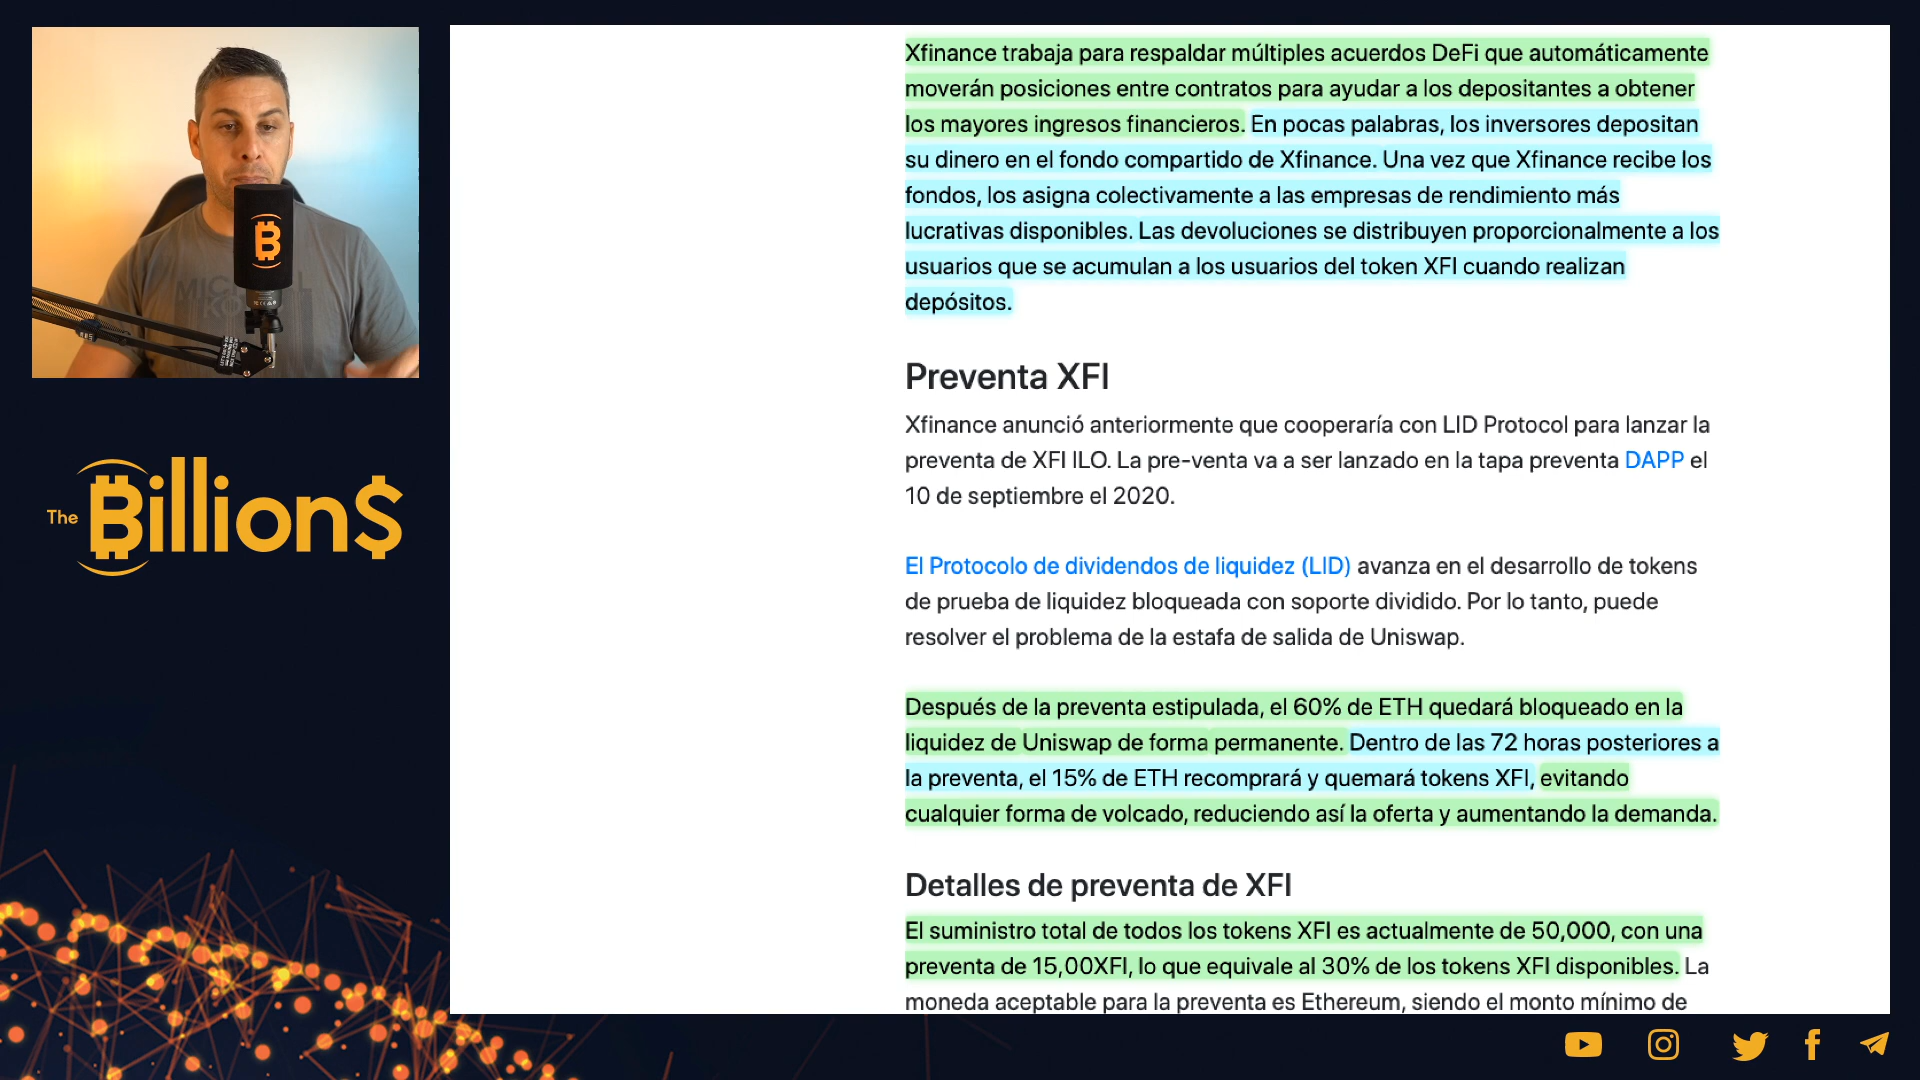 Xfinance trabaja para respaldar múltiples acuerdos DeFi que automáticamente
moverán posiciones entre contratos para ayudar a los depositantes a obtener
los mayores ingresos financieros. En pocas palabras, los inversores depositan
su dinero en el fondo compartido de Xfinance. Una vez que Xfinance recibe los
fondos, los asigna colectivamente a las empresas de rendimiento más
lucrativas disponibles. Las devoluciones se distribuyen proporcionalmente a los
usuarios que se acumulan a los usuarios del token XFI cuando realizan
depósitos.
Preventa XFI
Xfinance anunció anteriormente que cooperaría con LID Protocol para lanzar la
preventa de XFI ILO. La pre-venta va a ser lanzado en la tapa preventa DAPP el
10 de septiembre el 2020.
El Protocolo de dividendos de liquidez (LID) avanza en el desarrollo de tokens
de prueba de liquidez bloqueada con soporte dividido. Por lo tanto, puede
resolver el problema de la estafa de salida de Uniswap.
Después de la preventa estipulada, el 60% de ETH quedará bloqueado en la
liquidez de Uniswap de forma permanente. Dentro de las 72 horas posteriores a
la preventa, el 15% de ETH recomprará y quemará tokens XFI, evitando
cualquier forma de volcado, reduciendo así la oferta y aumentando la demanda.
Detalles de preventa de XFI
El suministro total de todos los tokens XFI es actualmente de 50,000, con una
preventa de 15,00XFI, lo que equivale al 30% de los tokens XFI disponibles. La
moneda aceptable para la preventa es Ethereum, siendo el monto mínimo de
The Billion$